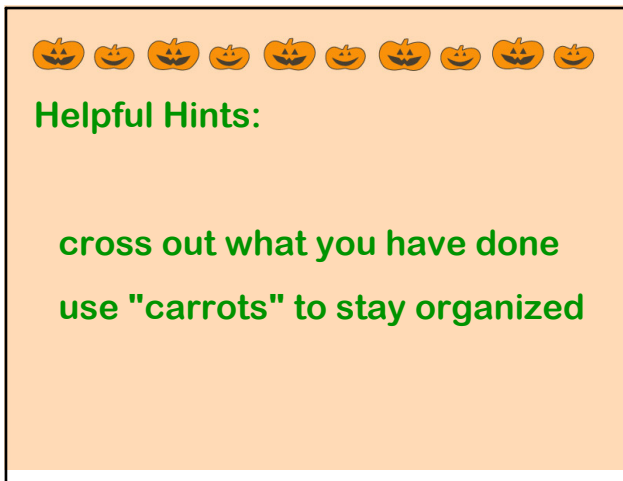 Helpful Hints:
cross out what you have done
use "carrots" to stay organized